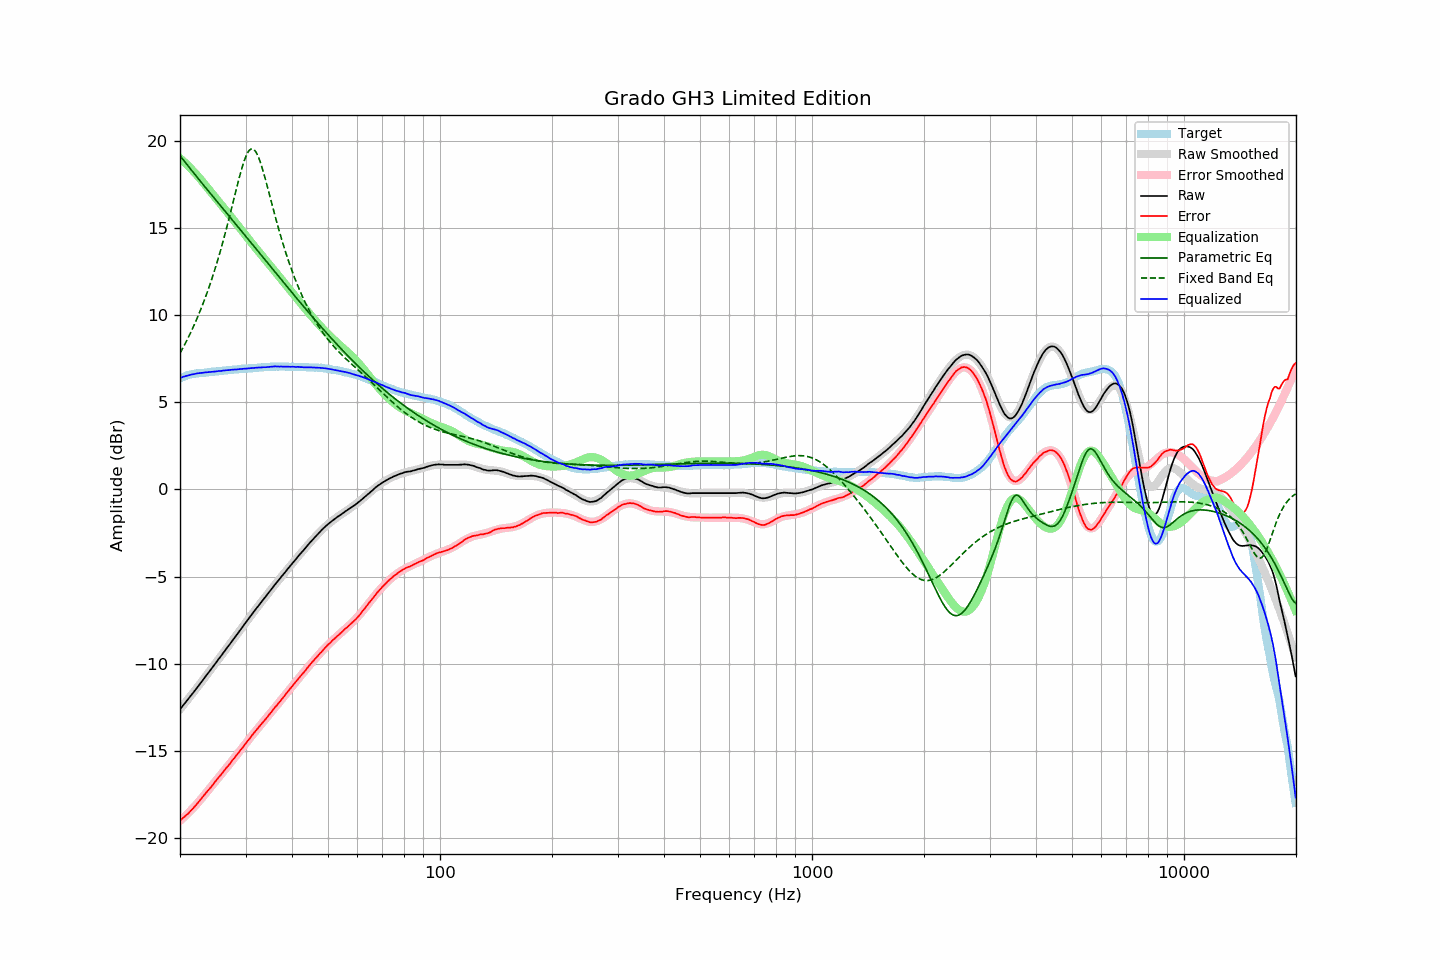 Grado GH3 Limited Edition
Target
Raw Smoothed
Error Smoothed
Raw
Error
Equalization
Parametric Eq
Fixed Band Eq
Equalized
20
15
10
5
0
−5
−10
−15
−20
Amplitude (dBr)
100
1000
10000
Frequency (Hz)